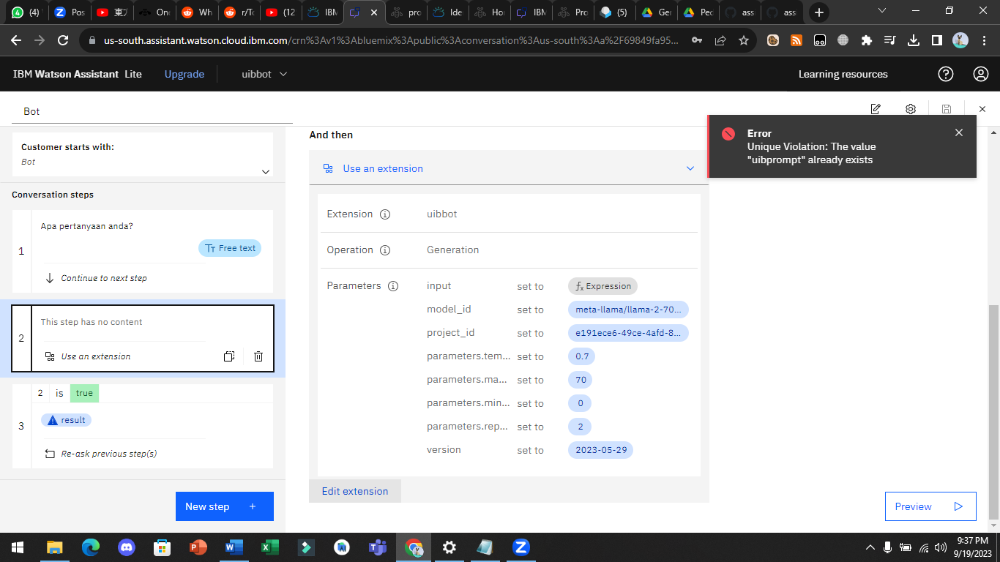 (4)
Pos
東
One
Wh
r/To
(12
IBM
pro
Ide
Ho
IBM
Pro
(5)
Ger
Ped
assi
assi
us-south.assistant.watson.cloud.ibm.com/crn%3Av1%3Abluemix%3Apublic%3Aconversation%3Aus-south%3Aa%2F69849fa95...
IBM Watson Assistant Lite
Upgrade
uibbot
Learning resources
Bot
Error
Unique Violation: The value
"uibprompt" already exists
Customer starts with:
Bot
Conversation steps
1
Apa pertanyaan anda?
Free text
Continue to next step
2
This step has no content
Use an extension
3
2 is true
result
Re-ask previous step(s)
New step +
And then
Use an extension
Extension uibbot
Operation Generation
Parameters input set to fx Expression
model_id set to meta-llama/llama-2-70...
project_id set to e191ece6-49ce-4afd-8...
parameters.tem... set to 0.7
parameters.ma... set to 70
parameters.min... set to 0
parameters.rep... set to 2
version set to 2023-05-29
Edit extension
Preview
9:37 PM
9/19/2023